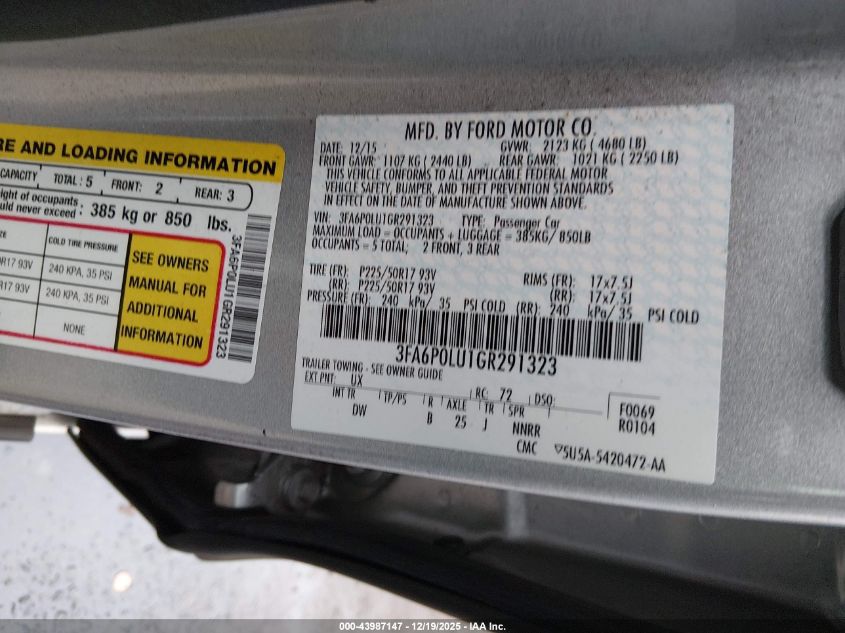 RE AND LOADING INFORMATION
CAPACITY TOTAL : 5 FRONT: 2 REAR: 3
ight of occupants
ould never exceed : 385 kg or 850 lbs.
ZE COLD TIRE PRESSURE
0R17 93V 240 KPA, 35 PSI
0R17 93V 240 KPA, 35 PSI
NONE
SEE OWNERS
MANUAL FOR
ADDITIONAL
INFORMATION
3FA6P0LU1GR291323
MFD. BY FORD MOTOR CO.
DATE: 12/15 GVWR: 2123 KG ( 4680 LB)
FRONT GAWR: 1107 KG ( 2440 LB) REAR GAWR: 1021 KG ( 2250 LB)
THIS VEHICLE CONFORMS TO ALL APPLICABLE FEDERAL MOTOR
VEHICLE SAFETY, BUMPER, AND THEFT PREVENTION STANDARDS
IN EFFECT ON THE DATE OF MANUFACTURE SHOWN ABOVE.
VIN: 3FA6P0LU1GR291323 TYPE: Passenger Car
MAXIMUM LOAD = OCCUPANTS + LUGGAGE = 385KG/ 850LB
OCCUPANTS = 5 TOTAL; 2 FRONT, 3 REAR
TIRE (FR): P225/50R17 93V RIMS (FR): 17x7.5J
(RR): P225/50R17 93V (RR): 17x7.5J
PRESSURE (FR): 240 kPa/ 35 PSI COLD (RR): 240 kPa/ 35 PSI COLD
3FA6P0LU1GR291323
TRAILER TOWING - SEE OWNER GUIDE
EXT PNT: UX RC: 72 DSO:
INT TR TP/PS R AXLE TR SPR F0069
DW B 25 J NNRR R0104
CMC 5U5A-5420472-AA
000-43987147 - 12/19/2025 - IAA, Inc.